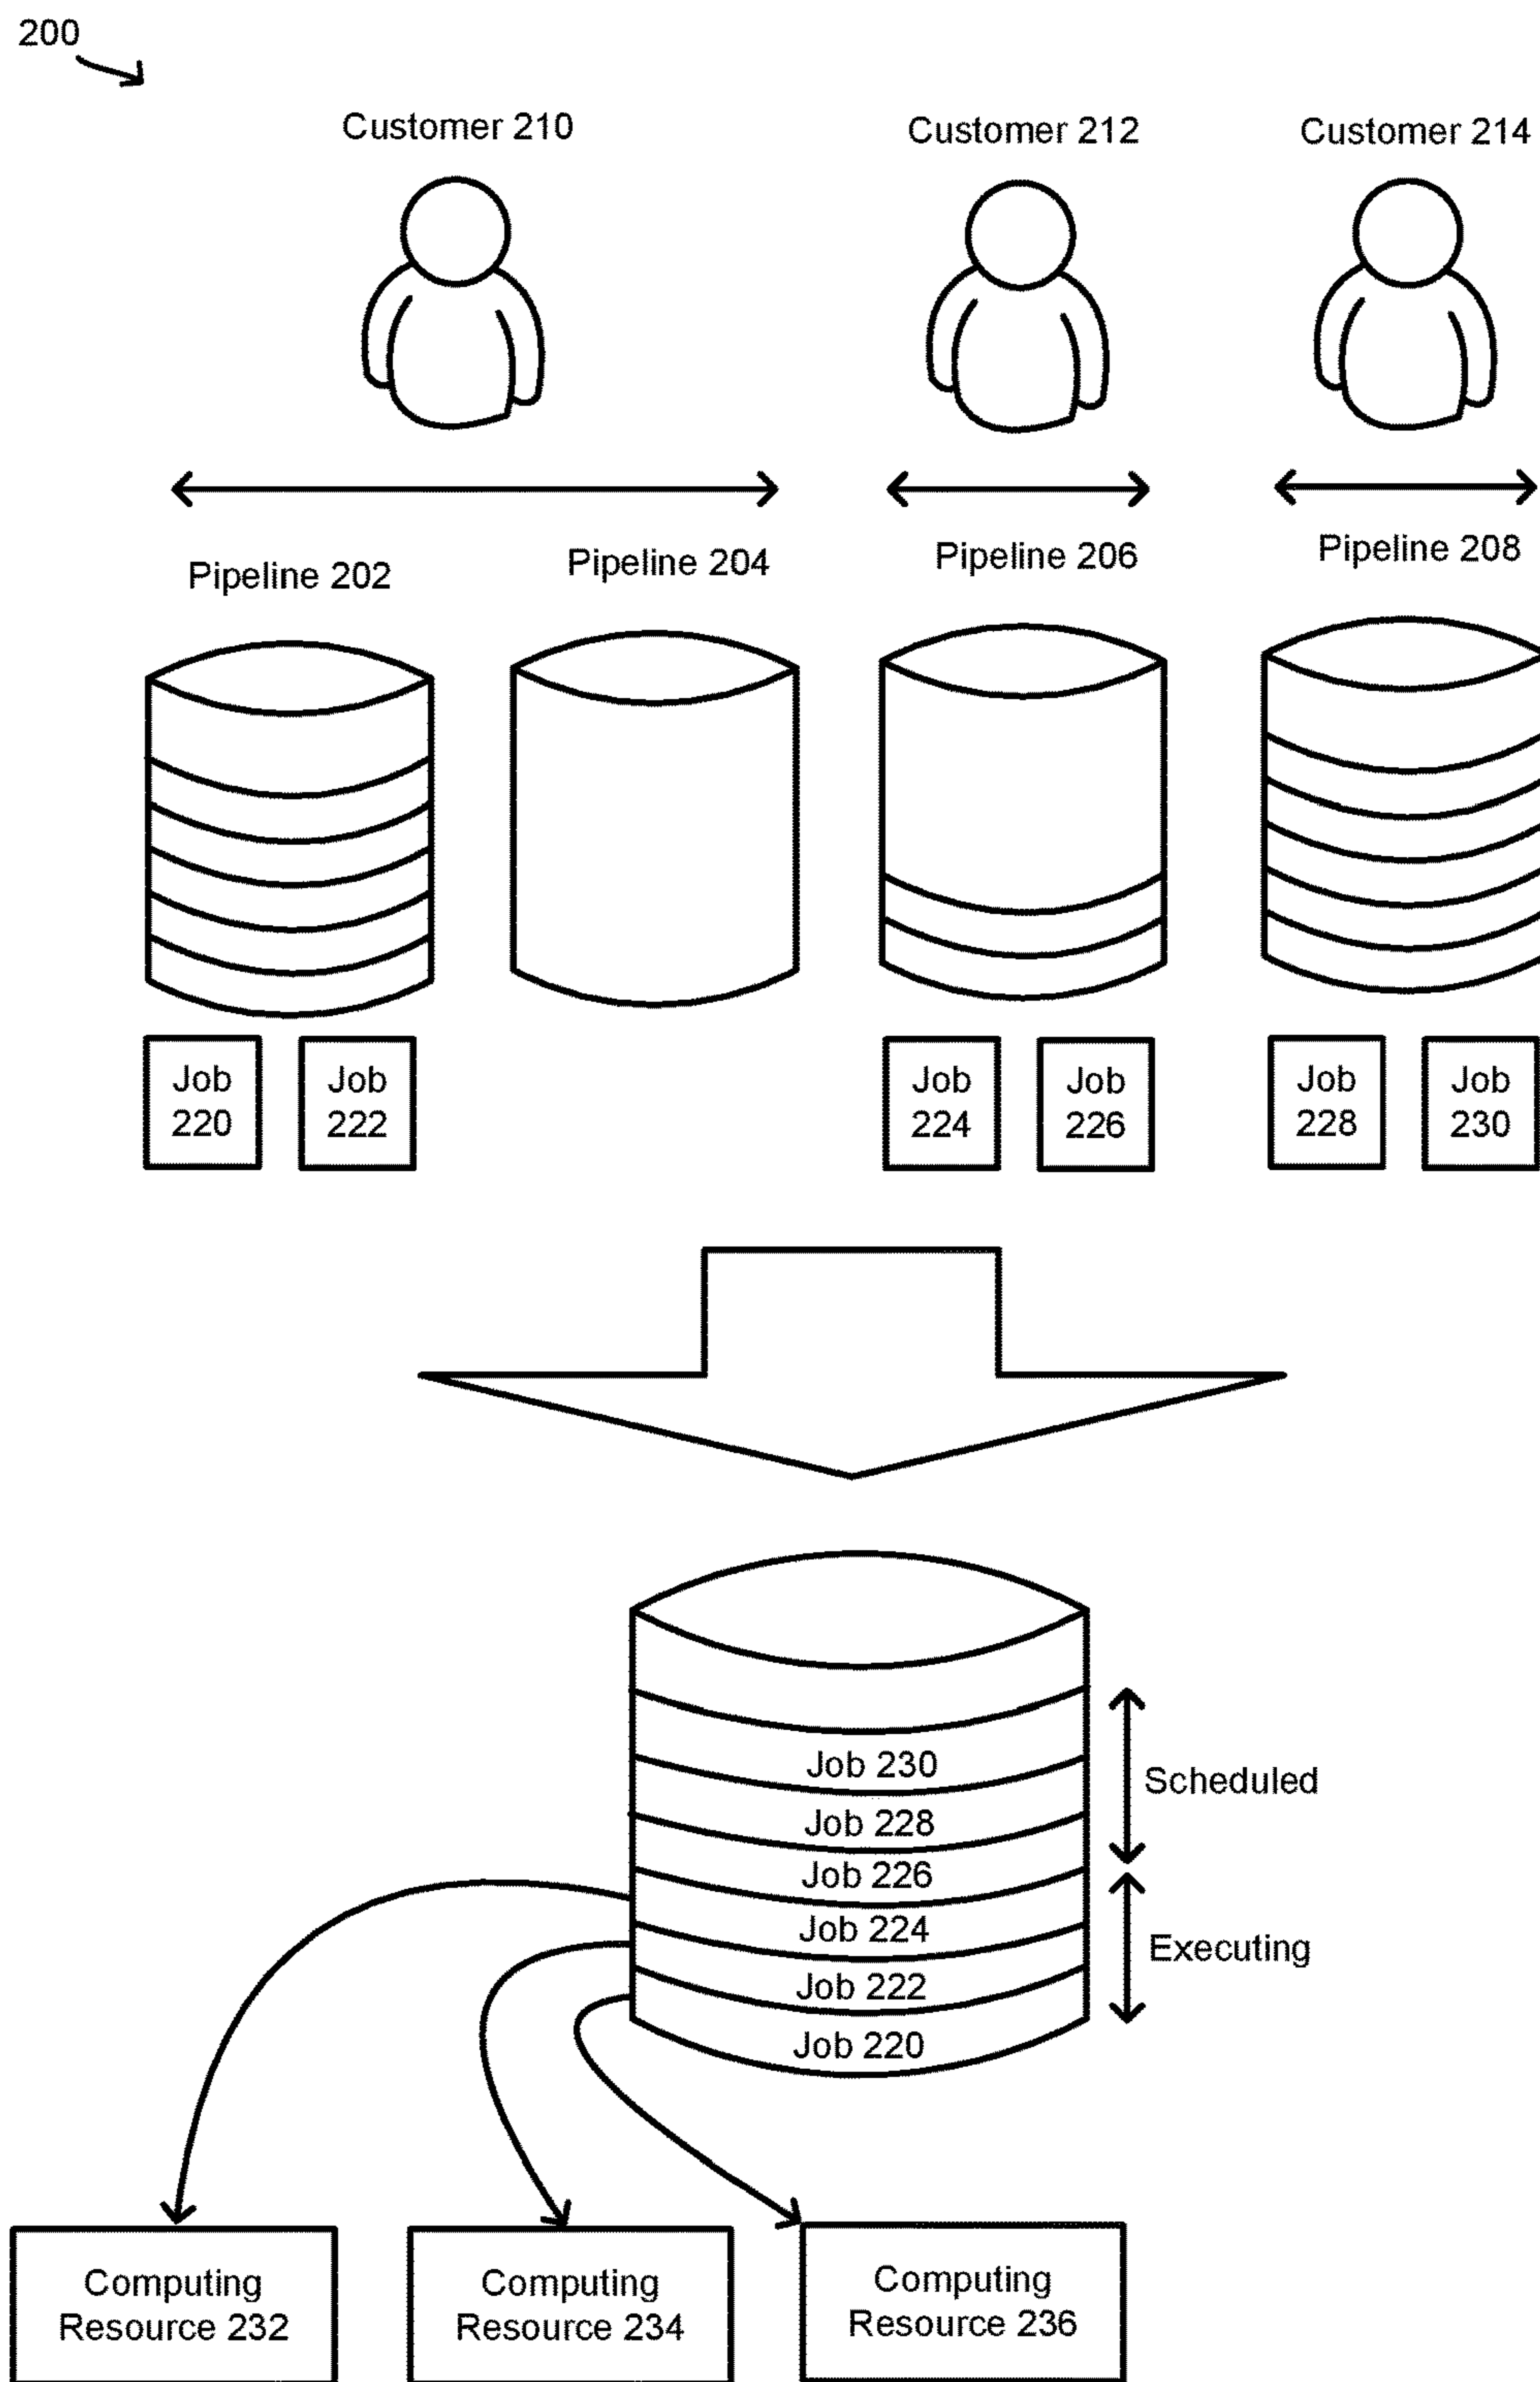 200
Customer 210
Customer 212
Customer 214
Pipeline 202
Pipeline 204
Pipeline 206
Pipeline 208
Job
220
Job
222
Job
224
Job
226
Job
228
Job
230
Job 230
Scheduled
Job 228
Job 226
Job 224
Executing
Job 222
Job 220
Computing
Resource 232
Computing
Resource 234
Computing
Resource 236